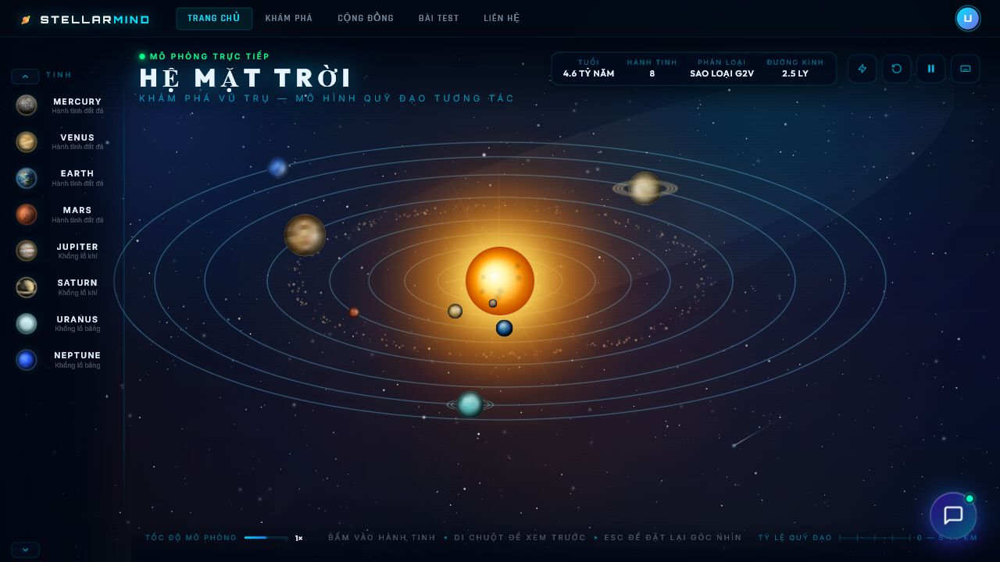 STELLARMIND
TRANG CHỦ
KHÁM PHÁ
CỘNG ĐỒNG
BÀI TEST
LIÊN HỆ
U
MÔ PHỎNG TRỰC TIẾP
HỆ MẶT TRỜI
KHÁM PHÁ VŨ TRỤ — MÔ HÌNH QUỸ ĐẠO TƯƠNG TÁC
TUỔI
4.6 TỶ NĂM
HÀNH TINH
8
PHÂN LOẠI
SAO LOẠI G2V
ĐƯỜNG KÍNH
2.5 LY
TINH
MERCURY
Hành tinh đất đá
VENUS
Hành tinh đất đá
EARTH
Hành tinh đất đá
MARS
Hành tinh đất đá
JUPITER
Khổng lồ khí
SATURN
Khổng lồ khí
URANUS
Khổng lồ băng
NEPTUNE
Khổng lồ băng
TỐC ĐỘ MÔ PHỎNG
1×
BẤM VÀO HÀNH TINH • DI CHUỘT ĐỂ XEM TRƯỚC • ESC ĐỂ ĐẶT LẠI GÓC NHÌN
TỶ LỆ QUỸ ĐẠO
0 — KM